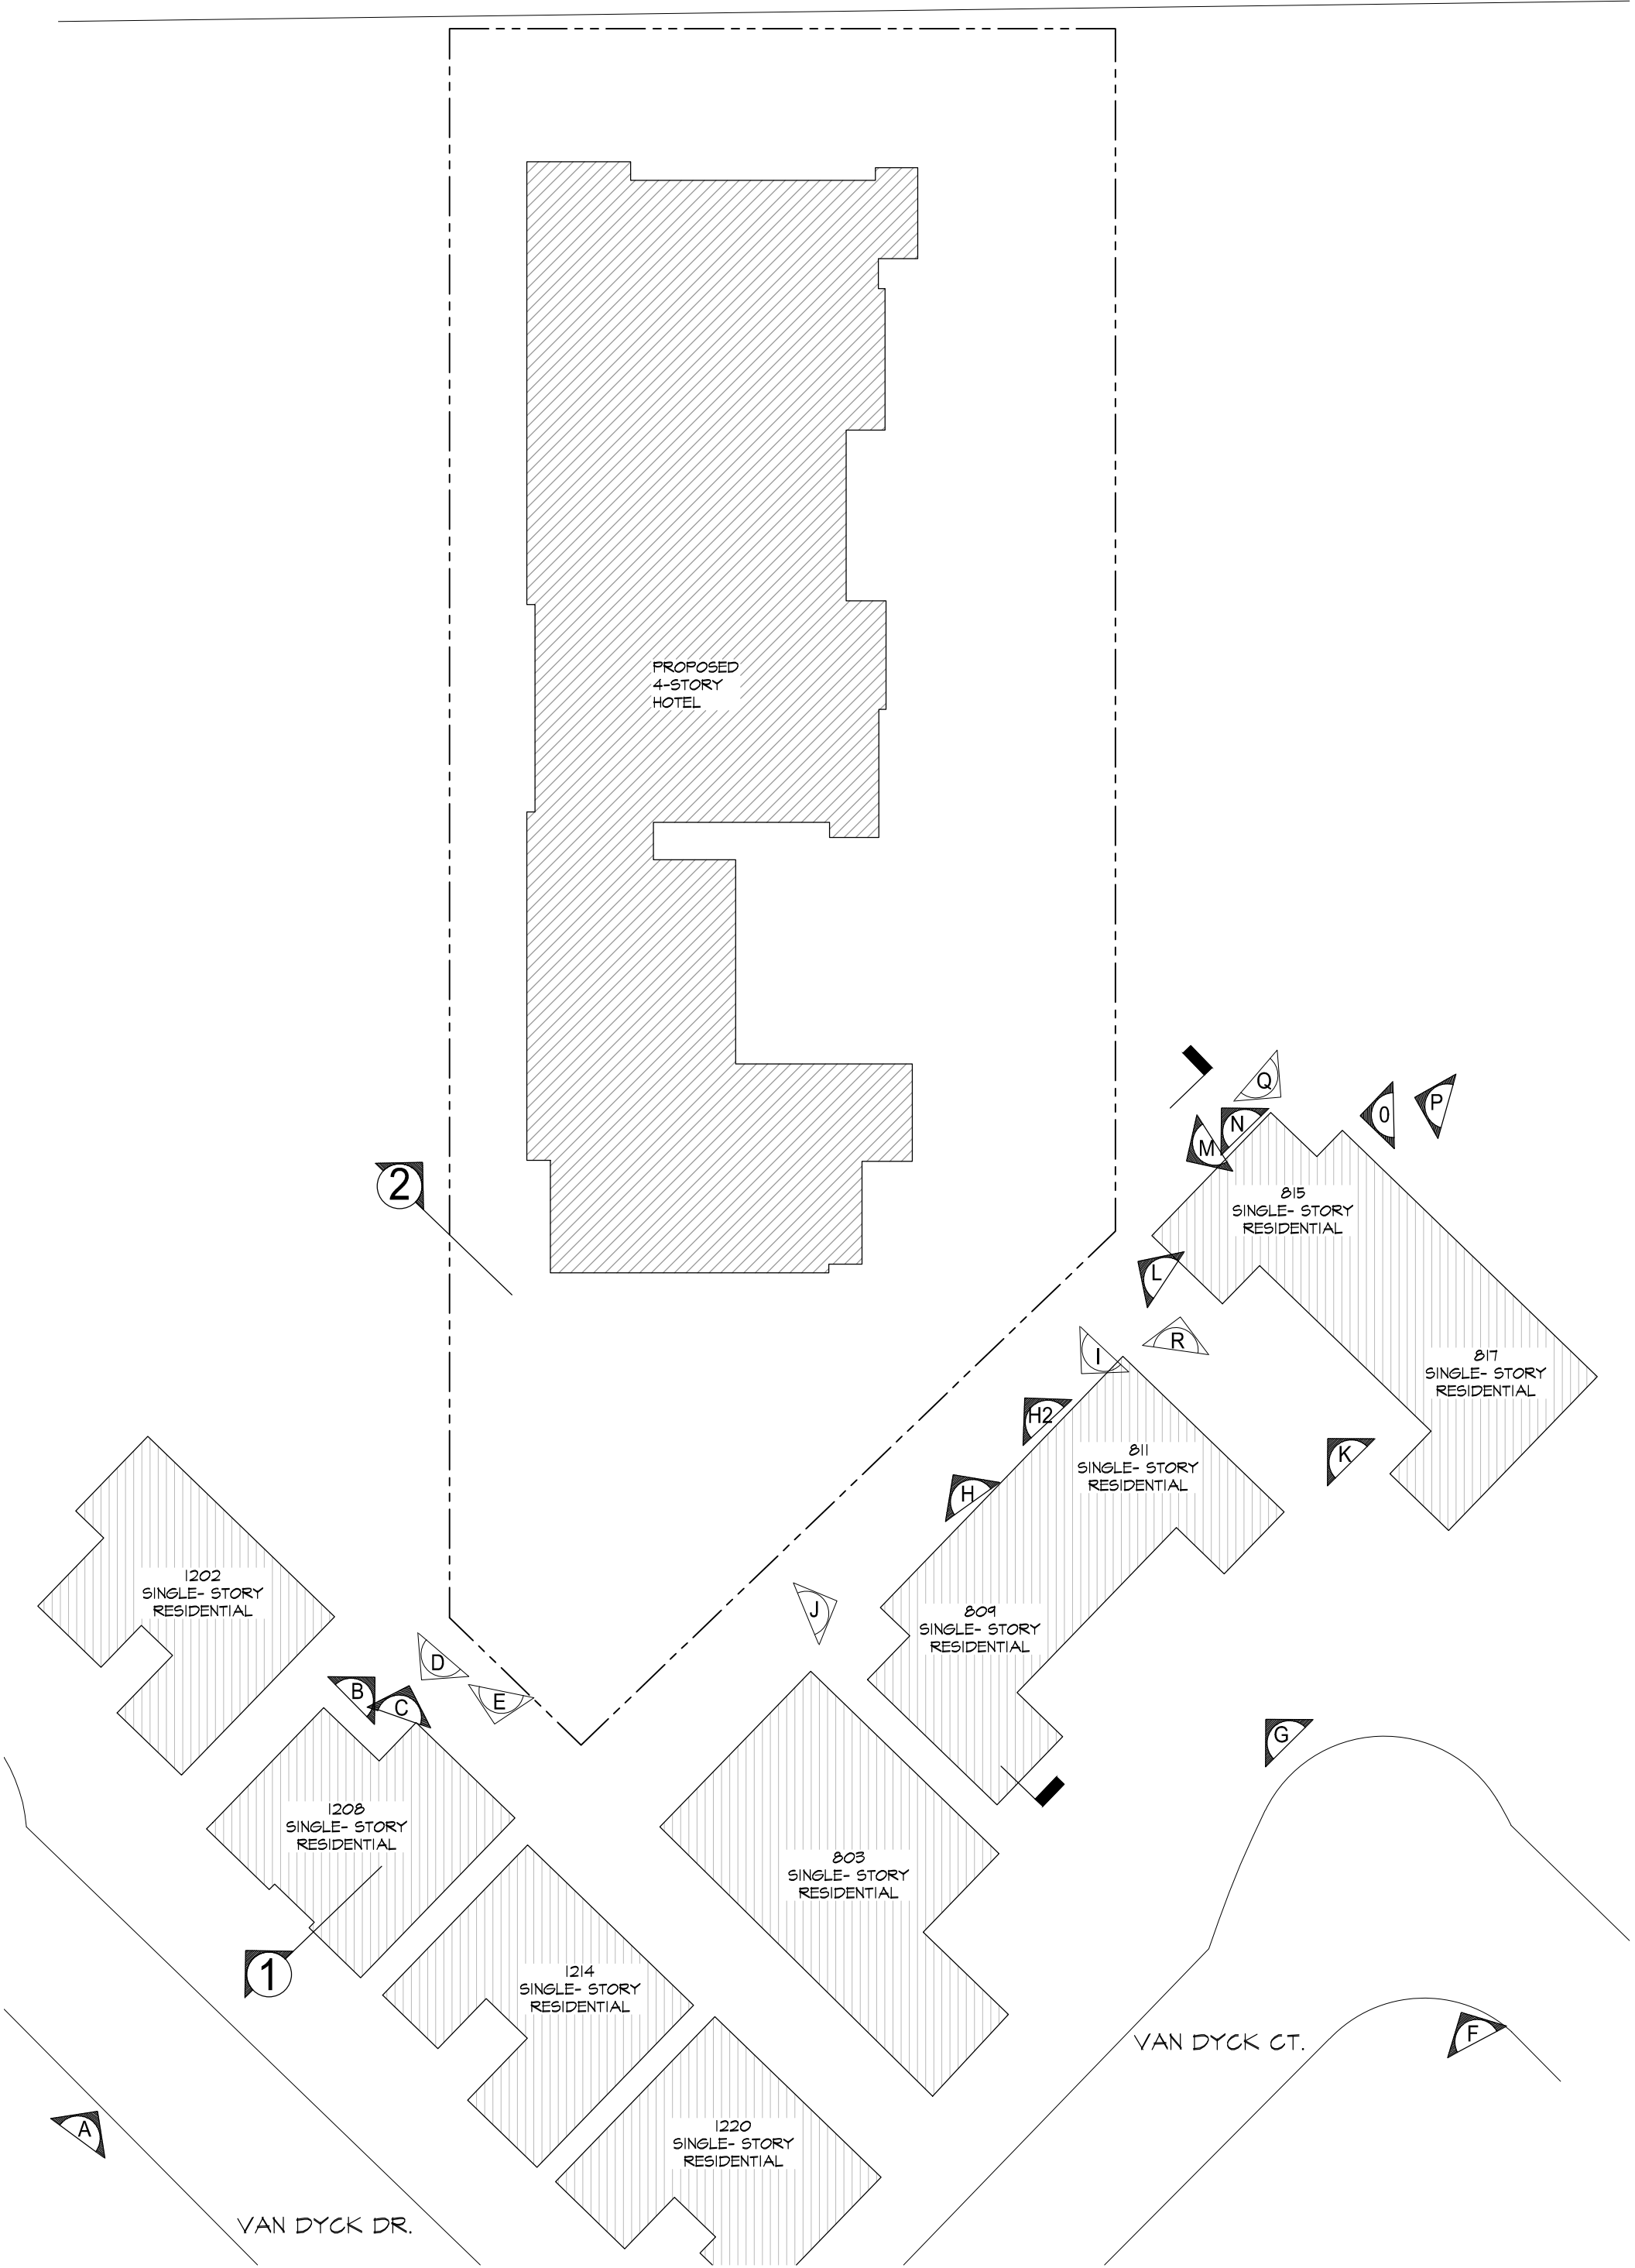 PROPOSED
4-STORY
HOTEL
Q
P
0
N
M
2
815
SINGLE- STORY
RESIDENTIAL
L
R
I
817
SINGLE- STORY
RESIDENTIAL
H2
811
SINGLE- STORY
RESIDENTIAL
K
H
1202
SINGLE- STORY
RESIDENTIAL
J
809
SINGLE- STORY
RESIDENTIAL
D
B
E
C
G
1208
SINGLE- STORY
RESIDENTIAL
803
SINGLE- STORY
RESIDENTIAL
1
1214
SINGLE- STORY
RESIDENTIAL
F
VAN DYCK CT.
A
1220
SINGLE- STORY
RESIDENTIAL
VAN DYCK DR.